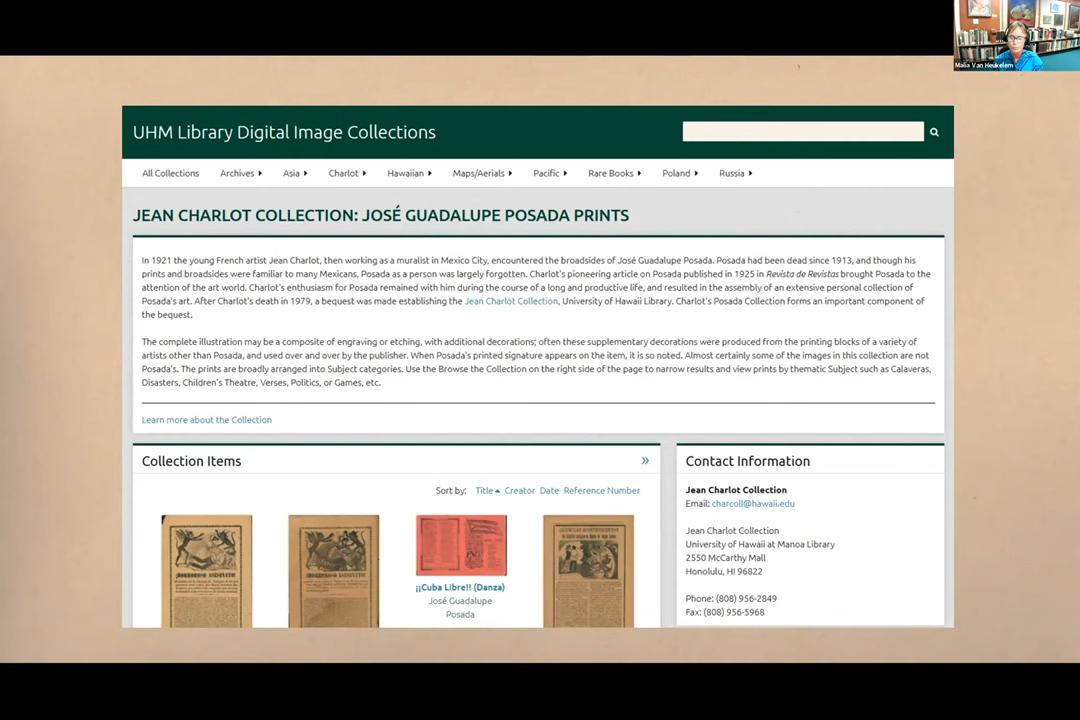 Malia Van Heukelem
UHM Library Digital Image Collections
All Collections Archives Asia Charlot Hawaiian Maps/Aerials Pacific Rare Books Poland Russia
JEAN CHARLOT COLLECTION: JOSÉ GUADALUPE POSADA PRINTS
In 1921 the young French artist Jean Charlot, then working as a muralist in Mexico City, encountered the broadsides of José Guadalupe Posada. Posada had been dead since 1913, and though his
prints and broadsides were familiar to many Mexicans, Posada as a person was largely forgotten. Charlot's pioneering article on Posada published in 1925 in Revista de Revistas brought Posada to the
attention of the art world. Charlot's enthusiasm for Posada remained with him during the course of a long and productive life, and resulted in the assembly of an extensive personal collection of
Posada's art. After Charlot's death in 1979, a bequest was made establishing the Jean Charlot Collection, University of Hawaii Library. Charlot's Posada Collection forms an important component of
the bequest.
The complete illustration may be a composite of engraving or etching, with additional decorations; often these supplementary decorations were produced from the printing blocks of a variety of
artists other than Posada, and used over and over by the publisher. When Posada's printed signature appears on the item, it is so noted. Almost certainly some of the images in this collection are not
Posada's. The prints are broadly arranged into Subject categories. Use the Browse the Collection on the right side of the page to narrow results and view prints by thematic Subject such as Calaveras,
Disasters, Children's Theatre, Verses, Politics, or Games, etc.
Learn more about the Collection
Collection Items »
Sort by: Title Creator Date Reference Number
¡¡Cuba Libre!! (Danza)
José Guadalupe
Posada
Contact Information
Jean Charlot Collection
Email: charcoll@hawaii.edu
Jean Charlot Collection
University of Hawaii at Manoa Library
2550 McCarthy Mall
Honolulu, HI 96822
Phone: (808) 956-2849
Fax: (808) 956-5968